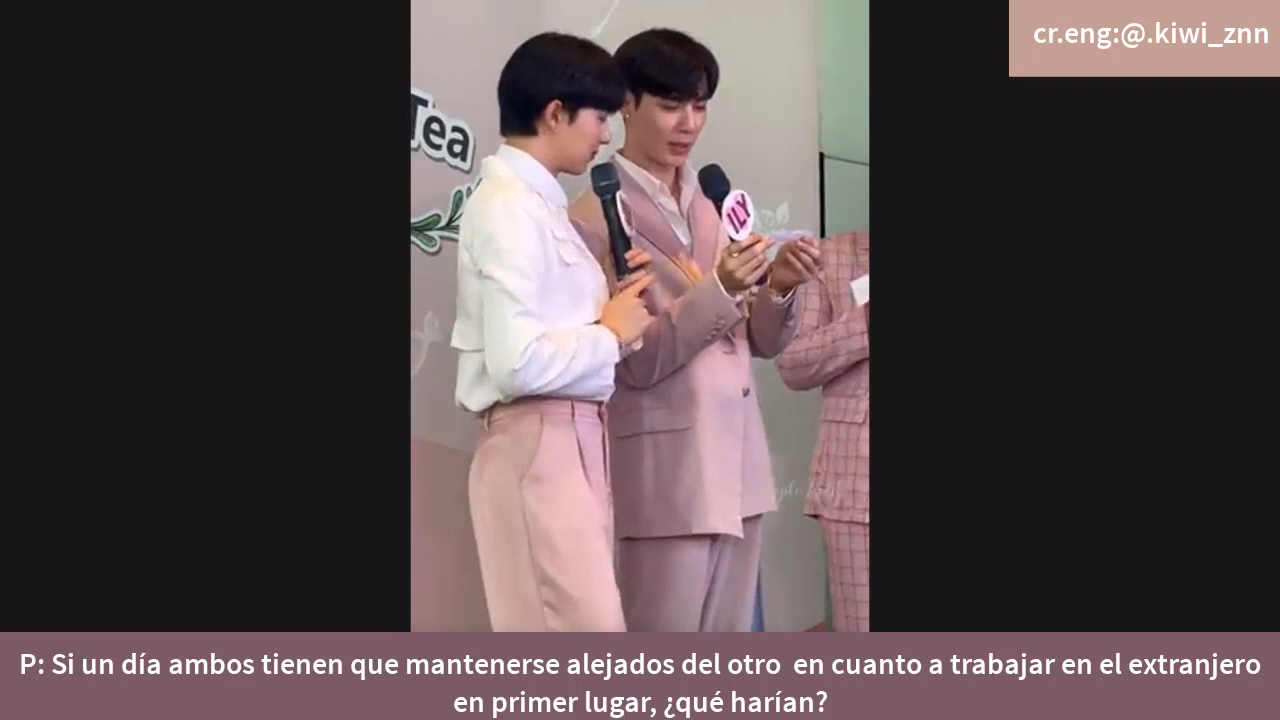 cr.eng:@.kiwi_znn
Tea
ILY
P: Si un día ambos tienen que mantenerse alejados del otro  en cuanto a trabajar en el extranjero
en primer lugar, ¿qué harían?